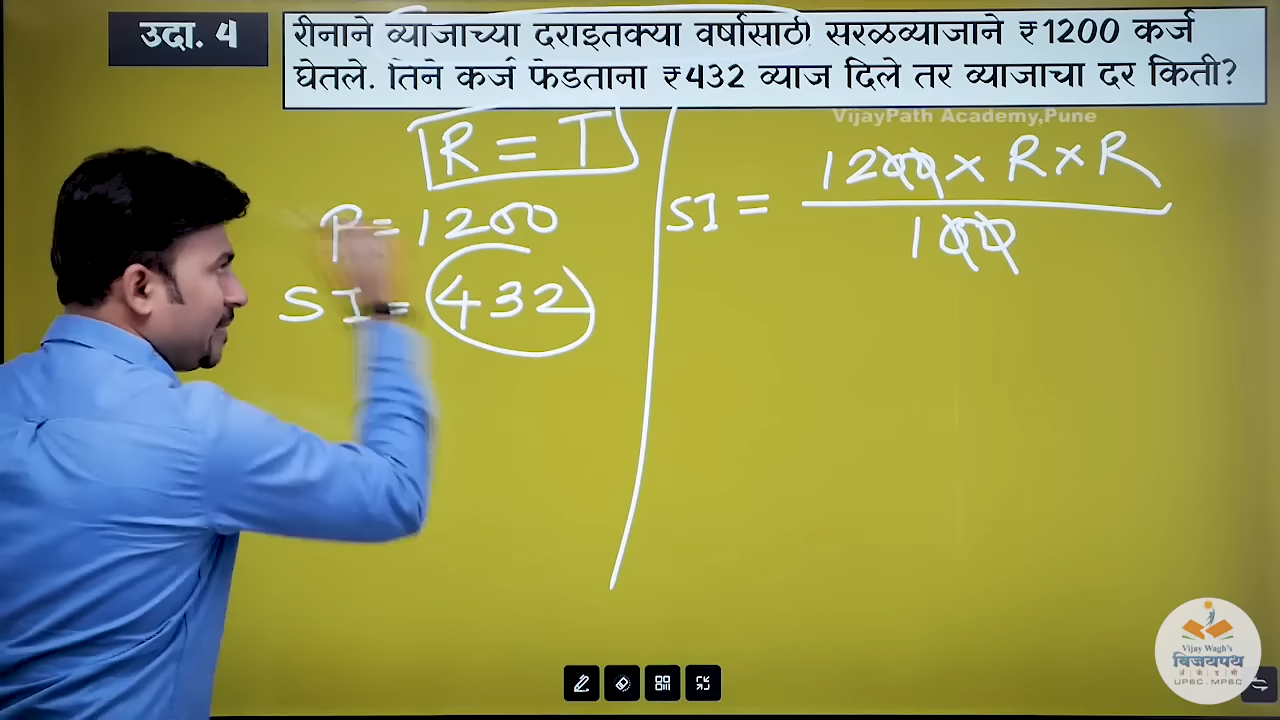 उदा. 4
रीनाने व्याजाच्या दराइतक्या वर्षासाठी सरळव्याजाने ₹1200 कर्ज
घेतले. तिने कर्ज फेडताना ₹432 व्याज दिले तर व्याजाचा दर किती?
VijayPath Academy,Pune
R = T
P = 1200
SI = 432
SI = 1200 × R × R
100
Vijay Wagh's
विजयपथ
UPSC - MPSC